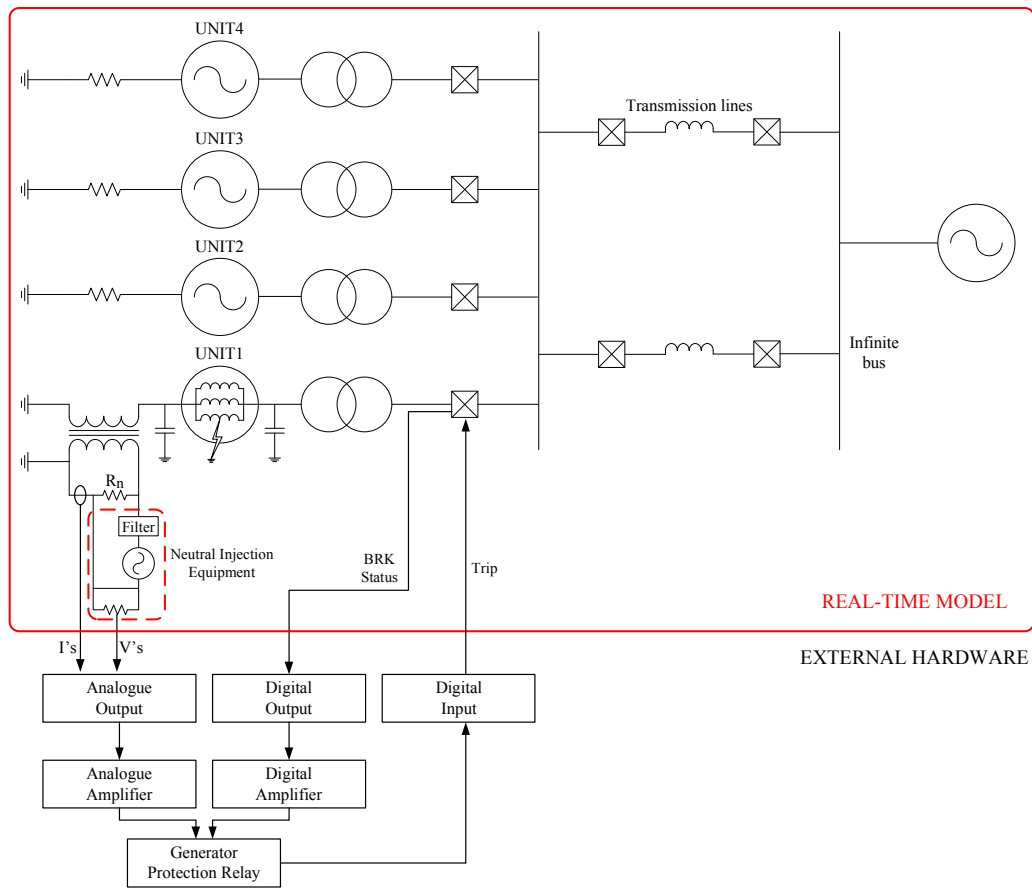 UNIT4
Transmission lines
UNIT3
UNIT2
UNIT1
Infinite
bus
Rn
Filter
Neutral Injection
Equipment
BRK
Status
Trip
REAL-TIME MODEL
I's
V's
EXTERNAL HARDWARE
Analogue
Output
Digital
Output
Digital
Input
Analogue
Amplifier
Digital
Amplifier
Generator
Protection Relay